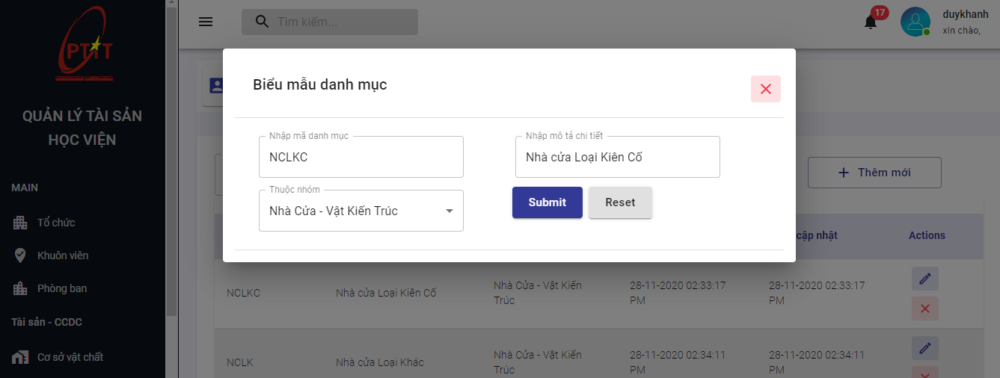 PTIT
QUẢN LÝ TÀI SẢN
HỌC VIỆN
MAIN
Tổ chức
Khuôn viên
Phòng ban
Tài sản - CCDC
Cơ sở vật chất
Tìm kiếm...
17
duykhanh
xin chào,
Biểu mẫu danh mục
Nhập mã danh mục
NCLKC
Nhập mô tả chi tiết
Nhà cửa Loại Kiên Cố
Thuộc nhóm
Nhà Cửa - Vật Kiến Trúc
Submit
Reset
Thêm mới
cập nhật
Actions
NCLKC
Nhà cửa Loại Kiên Cố
Nhà Cửa - Vật Kiến
Trúc
28-11-2020 02:33:17
PM
28-11-2020 02:33:17
PM
NCLK
Nhà cửa Loại Khác
Nhà Cửa - Vật Kiến
Trúc
28-11-2020 02:34:11
PM
28-11-2020 02:34:11
PM